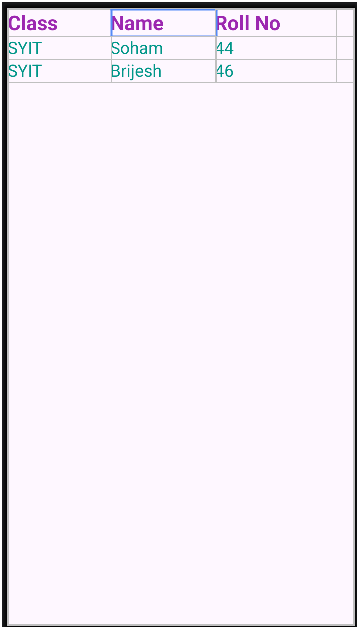 Class Name Roll No
SYIT Soham 44
SYIT Brijesh 46